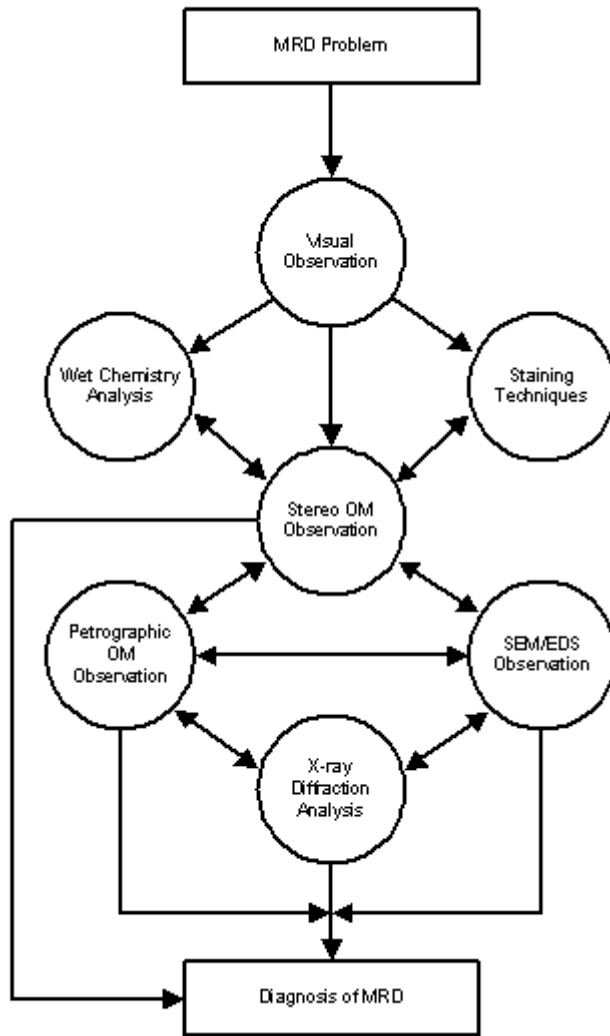 MRD Problem
Visual
Observation
Wet Chemistry
Analysis
Staining
Techniques
Stereo OM
Observation
Petrographic
OM
Observation
SEM/EDS
Observation
X-ray
Diffraction
Analysis
Diagnosis of MRD